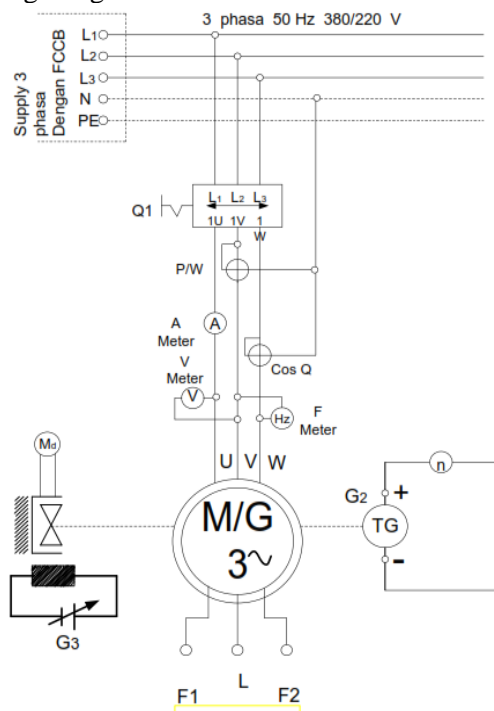 3 phasa 50 Hz 380/220 V
Supply 3
phasa
Dengan FCCB
L1
L2
L3
N
PE
Q1
L1 L2 L3
1U 1V 1
W
P/W
A
Meter
A
V
Meter
V
Cos Q
Hz
F
Meter
U V W
Md
M/G
3~
G2
+
TG
-
n
G3
L
F1 F2